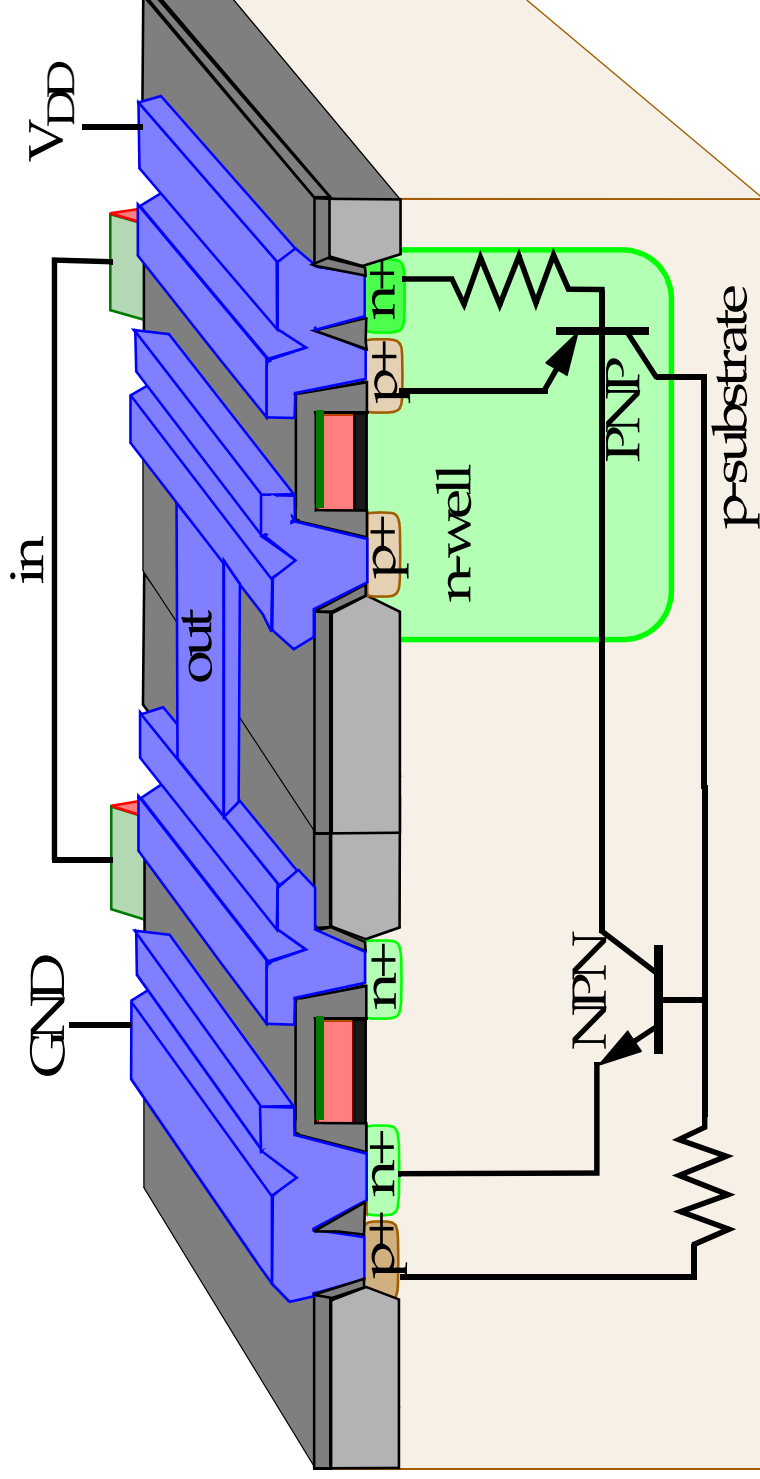 in
GND
VDD
out
p+
n+
n+
p+
p+
n+
n-well
NPN
PNP
p-substrate